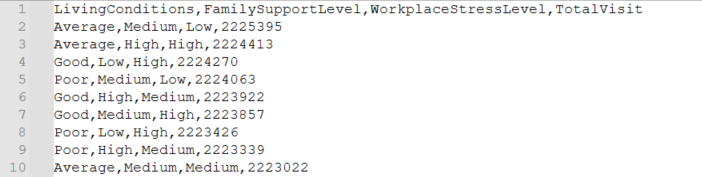 1 LivingConditions,FamilySupportLevel,WorkplaceStressLevel,TotalVisit
2 Average,Medium,Low,2225395
3 Average,High,High,2224413
4 Good,Low,High,2224270
5 Poor,Medium,Low,2224063
6 Good,High,Medium,2223922
7 Good,Medium,High,2223857
8 Poor,Low,High,2223426
9 Poor,High,Medium,2223339
10 Average,Medium,Medium,2223022